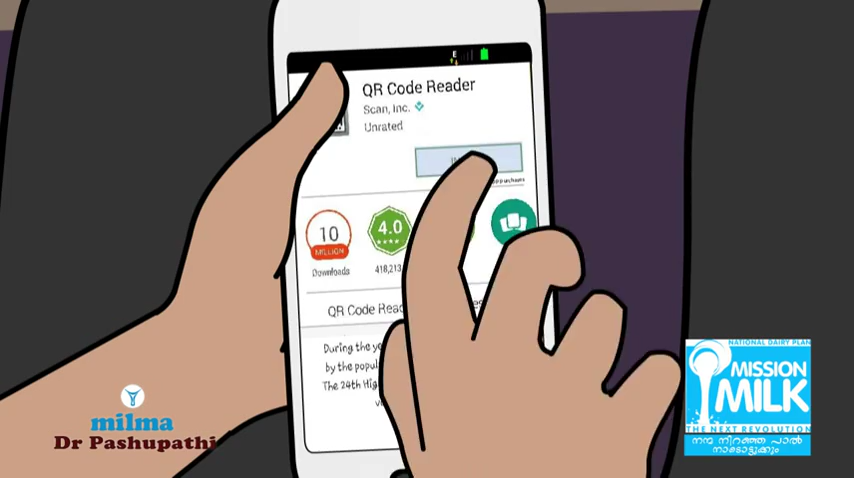 E
QR Code Reader
Scan, Inc.
Unrated
10
MILLION
Downloads
4.0
418,213
QR Code Read
During the ye
by the popul
The 24th Hig
milma
Dr Pashupathi
NATIONAL DAIRY PLAN
MISSION
MILK
THE NEXT REVOLUTION
നന്മ നിറഞ്ഞ പാൽ
നാടൊട്ടുക്കും